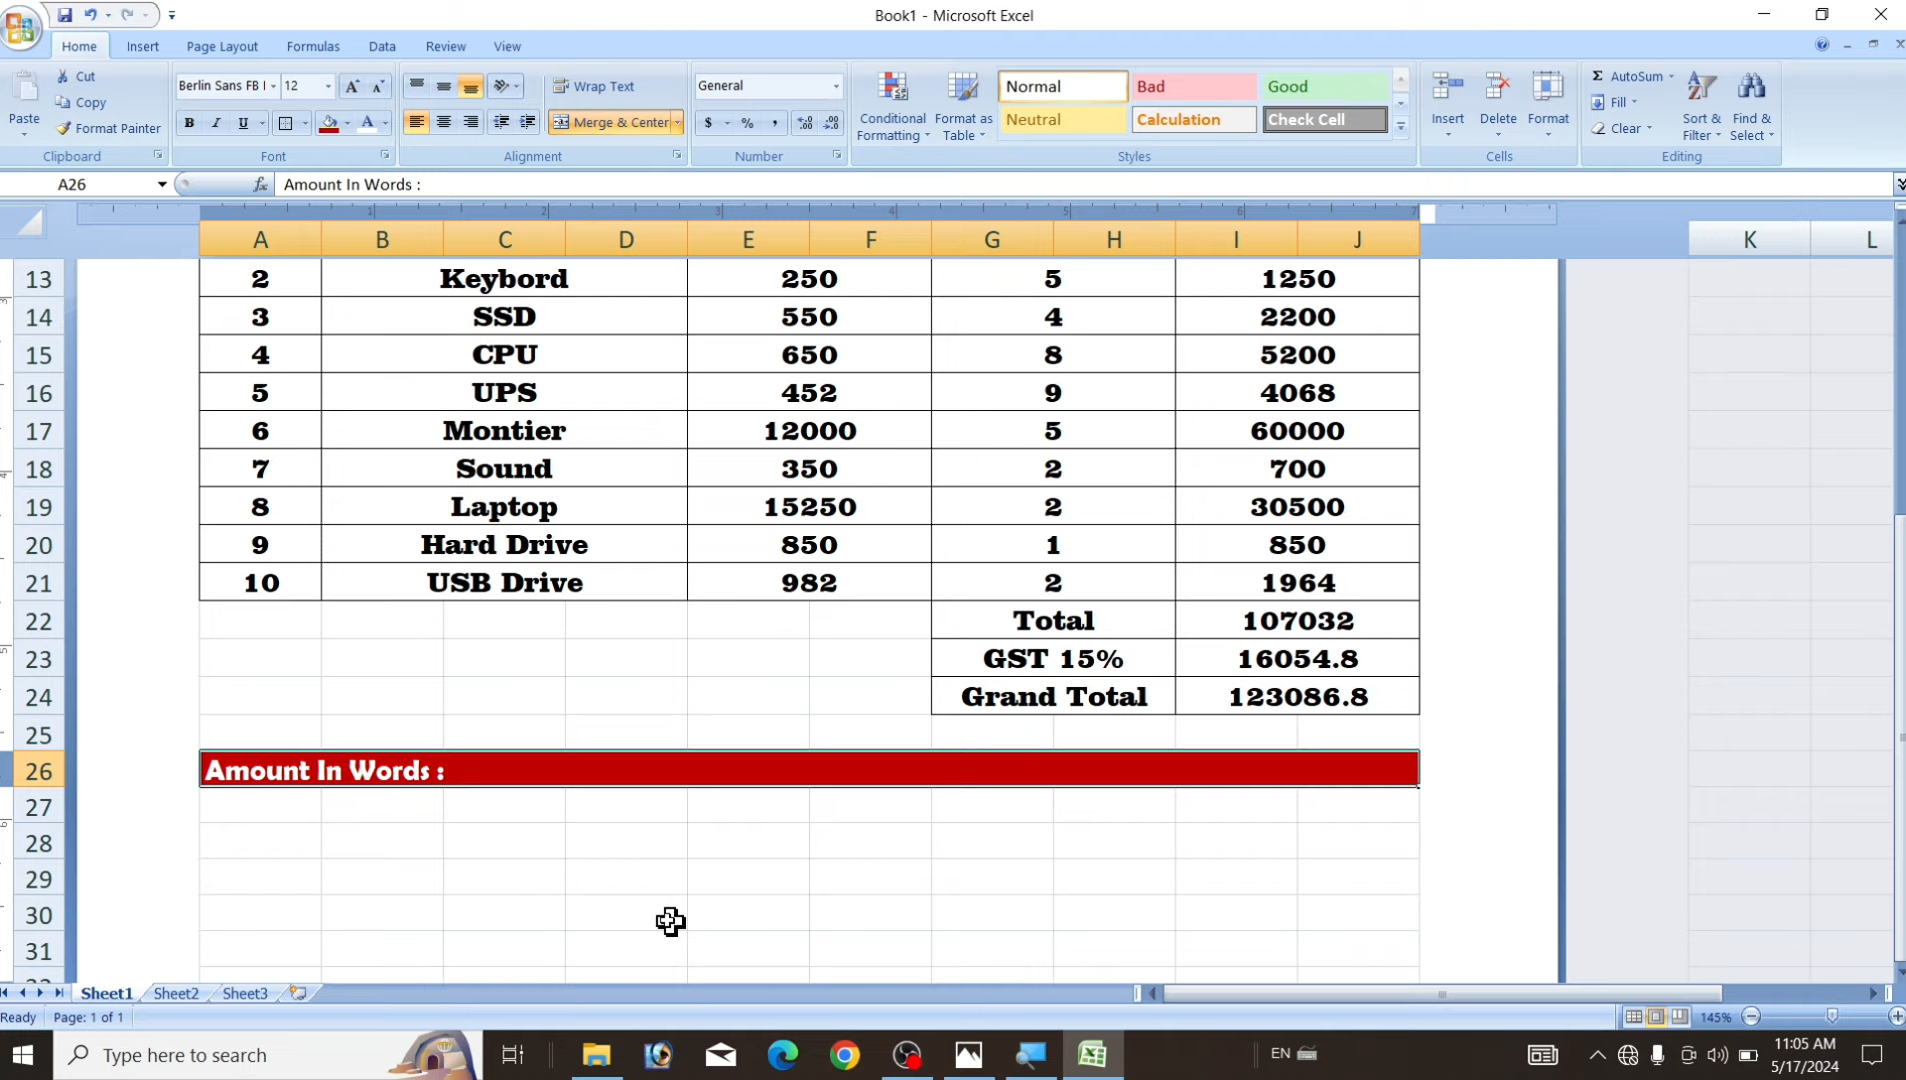 Book1 - Microsoft Excel
Home Insert Page Layout Formulas Data Review View
Paste
Cut
Copy
Format Painter
Clipboard
Berlin Sans FB 12
B I U A
Font
Wrap Text
Merge & Center
Alignment
General
$ % ,
Number
Conditional Formatting
Format as Table
Normal Bad Good
Neutral Calculation Check Cell
Styles
Insert Delete Format
Cells
Σ AutoSum
Fill
Clear
Sort & Filter
Find & Select
Editing
A26 fx Amount In Words :
1 2 3 4 5 6 7
A B C D E F G H I J K L
13 2 Keybord 250 5 1250
14 3 SSD 550 4 2200
15 4 CPU 650 8 5200
16 5 UPS 452 9 4068
17 6 Montier 12000 5 60000
18 7 Sound 350 2 700
19 8 Laptop 15250 2 30500
20 9 Hard Drive 850 1 850
21 10 USB Drive 982 2 1964
22 Total 107032
23 GST 15% 16054.8
24 Grand Total 123086.8
25
26 Amount In Words :
27
28
29
30
31
Sheet1 Sheet2 Sheet3
Ready Page: 1 of 1 145%
Type here to search EN 11:05 AM
5/17/2024